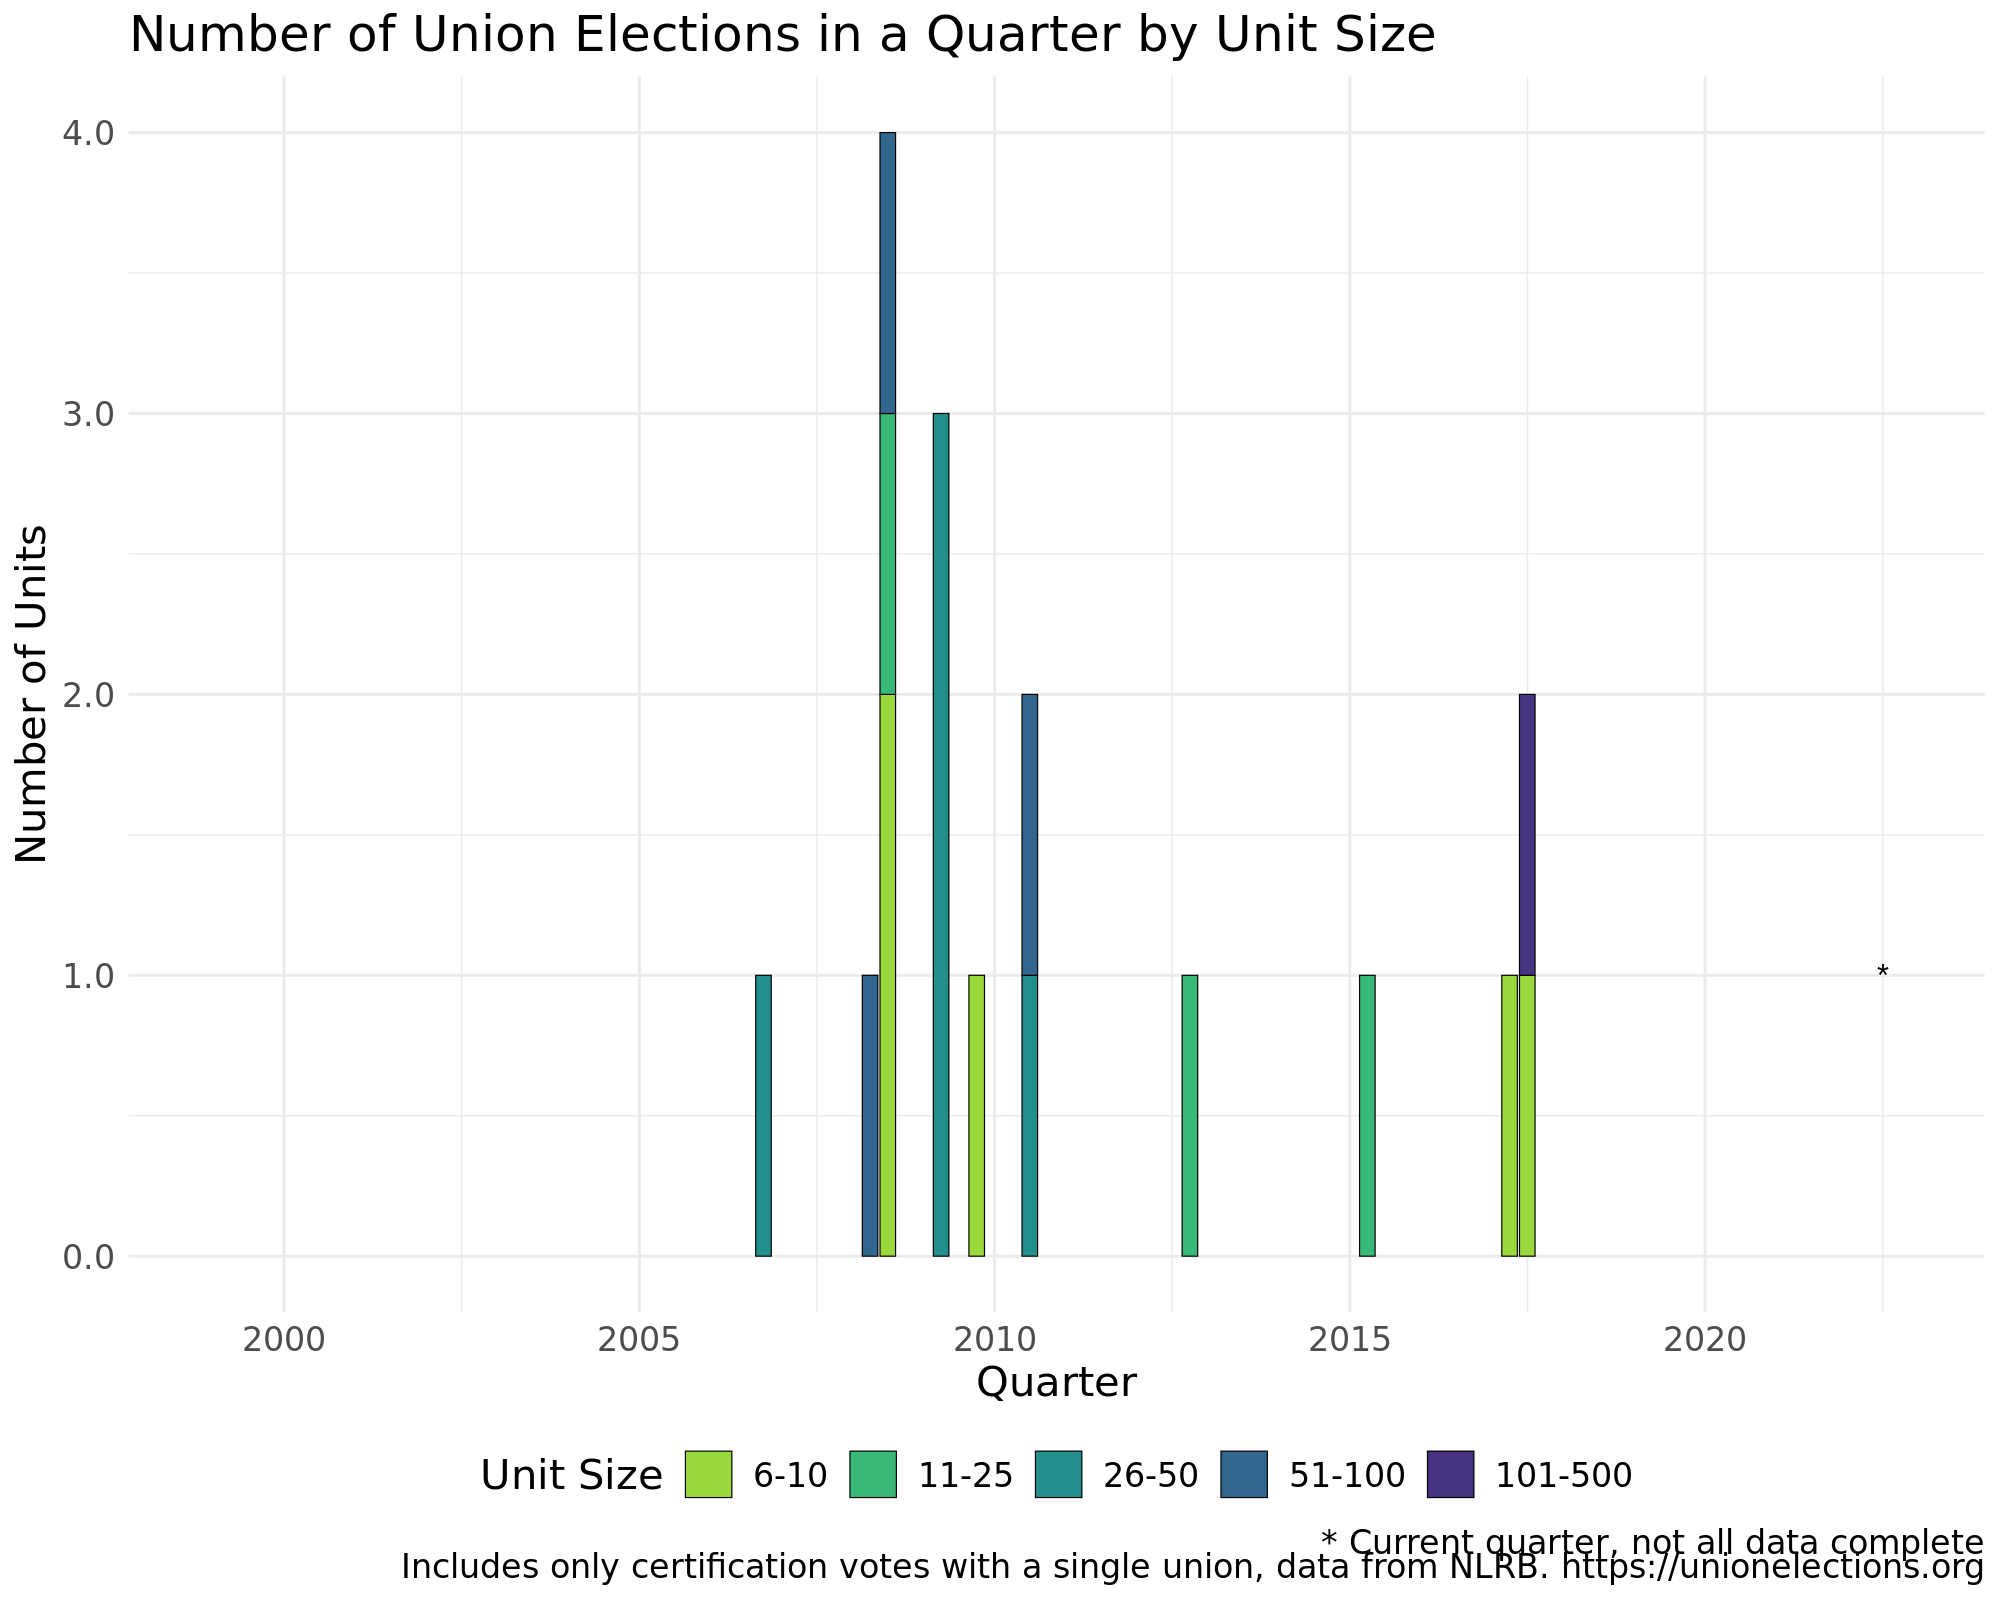 Number of Union Elections in a Quarter by Unit Size
Number of Units
4.0
3.0
2.0
1.0
0.0
*
2000 2005 2010 2015 2020
Quarter
Unit Size 6-10 11-25 26-50 51-100 101-500
* Current quarter, not all data complete
Includes only certification votes with a single union, data from NLRB. https://unionelections.org